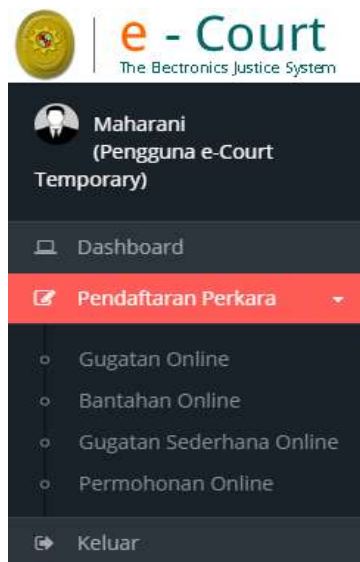 e - Court
The Electronics Justice System
Maharani
(Pengguna e-Court
Temporary)
Dashboard
Pendaftaran Perkara
Gugatan Online
Bantahan Online
Gugatan Sederhana Online
Permohonan Online
Keluar